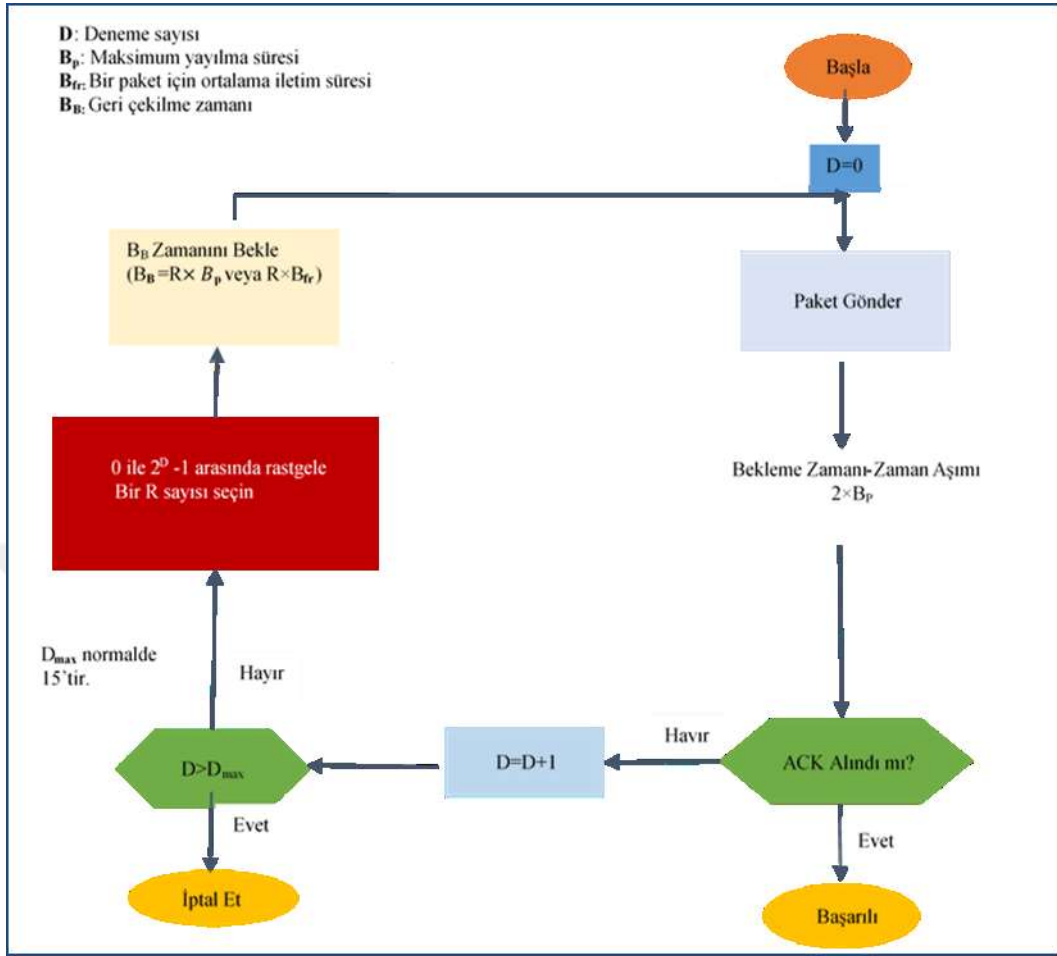 D: Deneme sayısı
Bp: Maksimum yayılma süresi
Bfr: Bir paket için ortalama iletim süresi
BB: Geri çekilme zamanı
Başla
D=0
BB Zamanını Bekle
(BB=R× Bp veya R×Bfr)
Paket Gönder
0 ile 2^D -1 arasında rastgele
Bir R sayısı seçin
Bekleme Zamanı-Zaman Aşımı
2×BP
Dmax normalde
15`tir.
Hayır
D>Dmax
D=D+1
Havır
ACK Alındı mı?
Evet
Evet
İptal Et
Başarılı